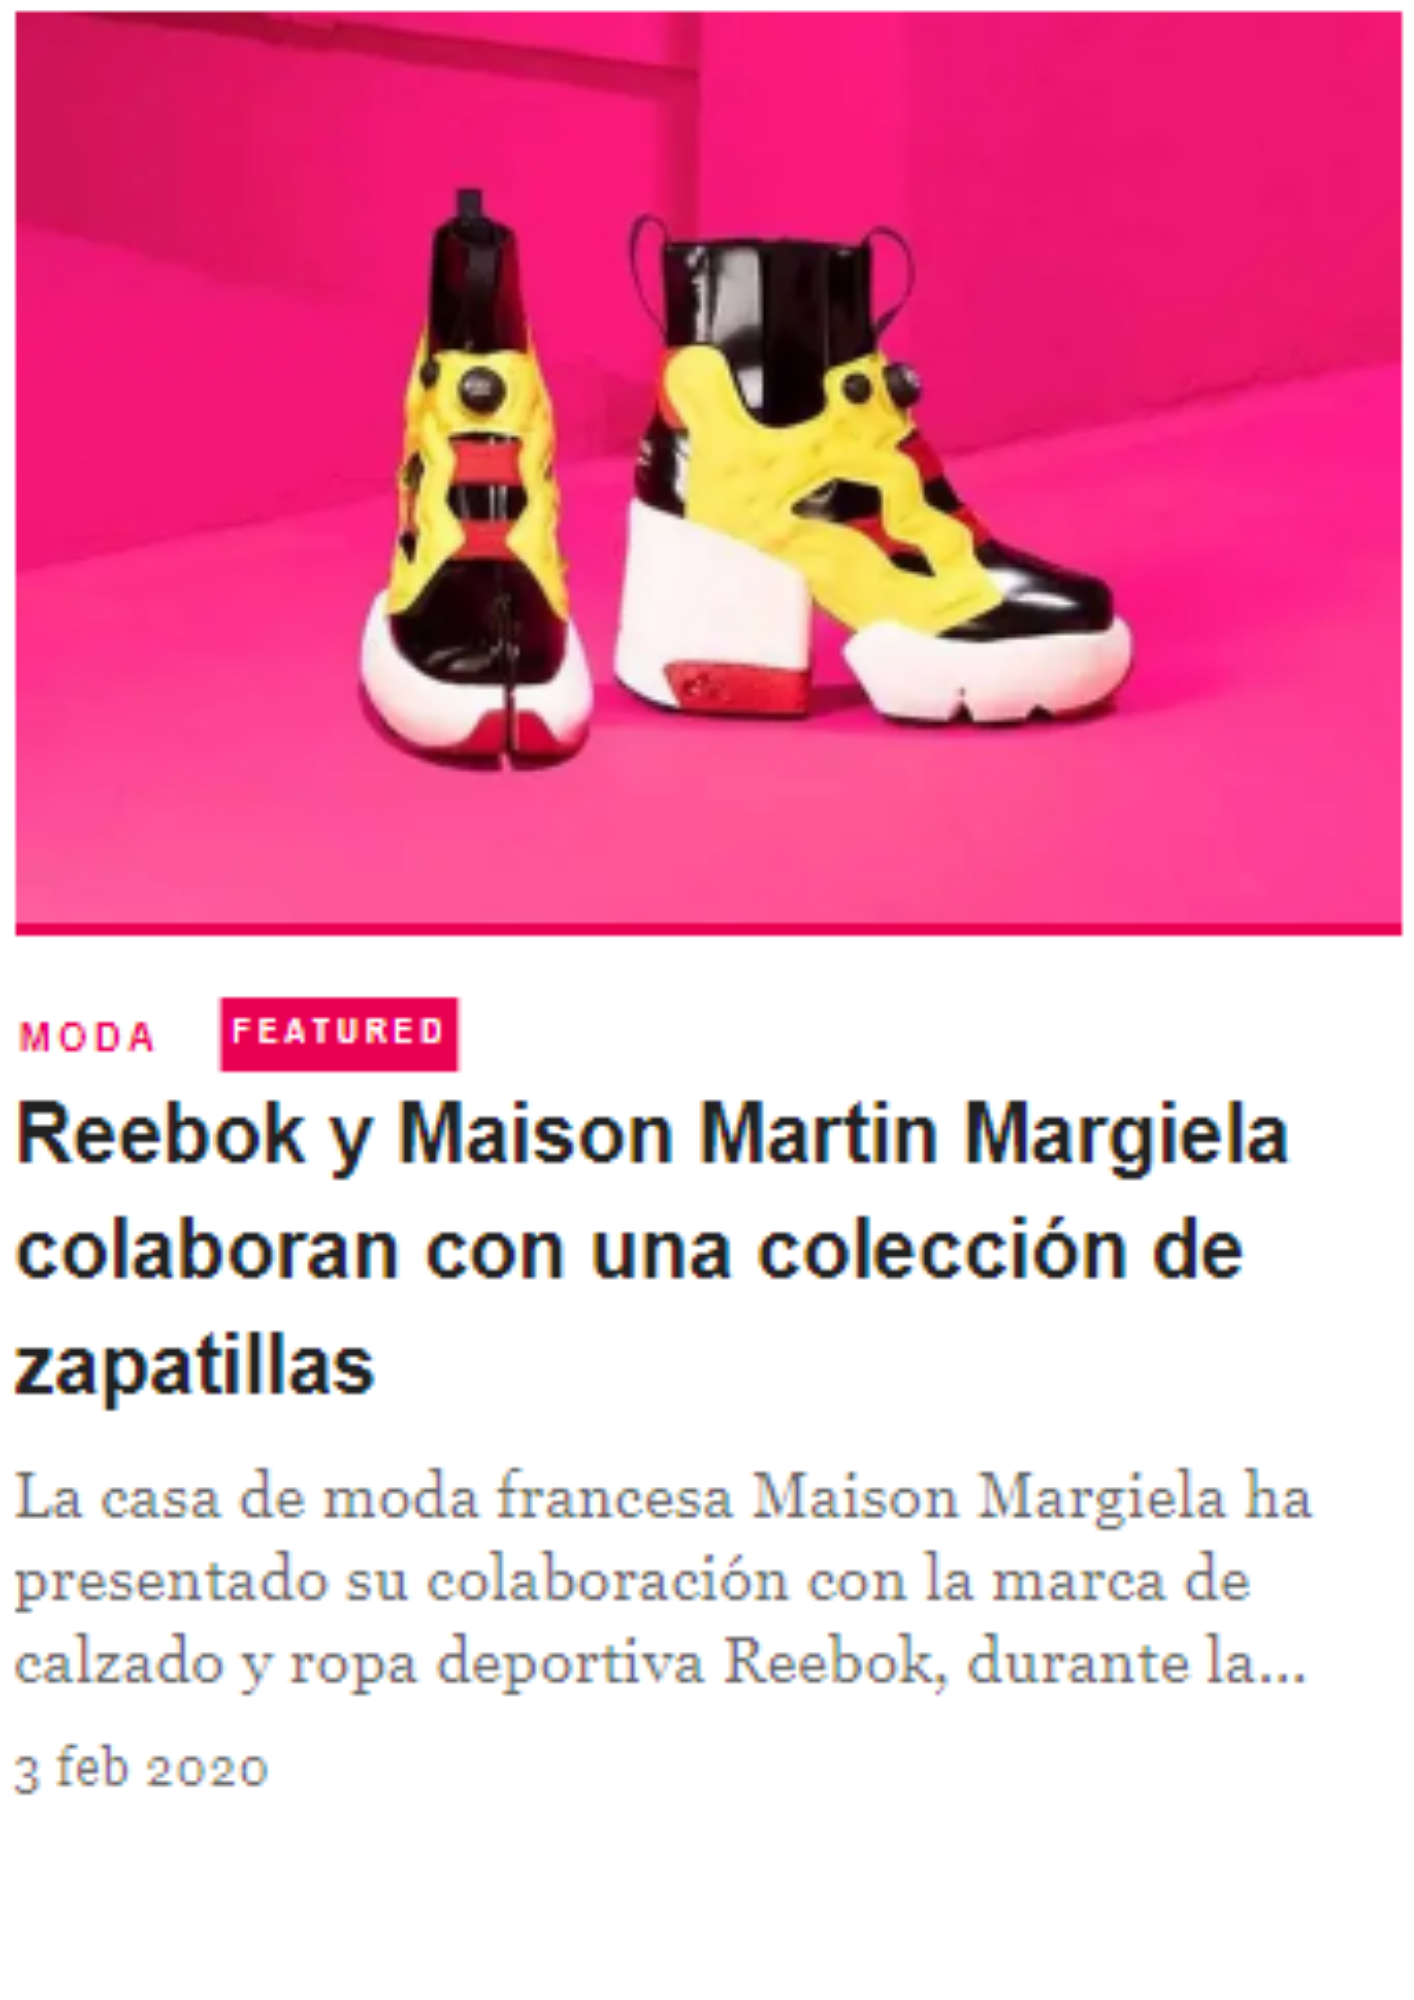 MODA FEATURED
Reebok y Maison Martin Margiela
colaboran con una colección de
zapatillas
La casa de moda francesa Maison Margiela ha
presentado su colaboración con la marca de
calzado y ropa deportiva Reebok, durante la...
3 feb 2020